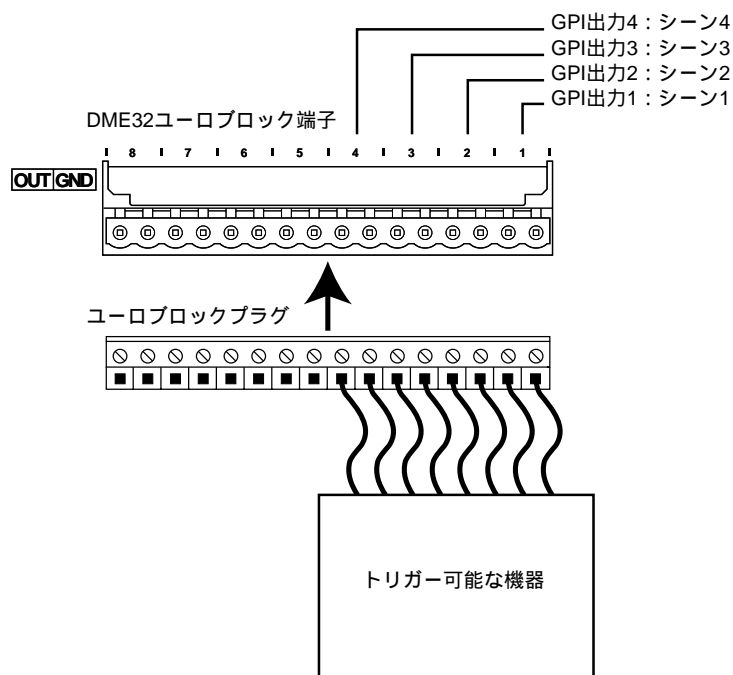 GPI出力4：シーン4
GPI出力3：シーン3
GPI出力2：シーン2
GPI出力1：シーン1
DME32ユーロブロック端子
8 7 6 5 4 3 2 1
OUT GND
ユーロブロックプラグ
トリガー可能な機器